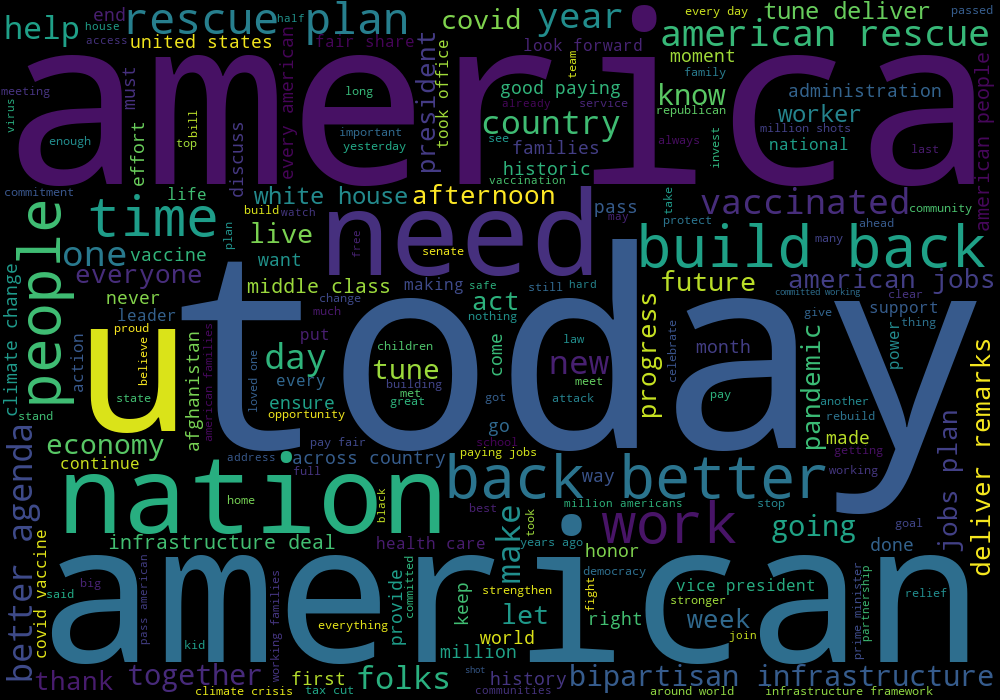 help
end
house
access
rescue plan
half
covid
year
every day
tune deliver
passed
united states
fair share
look forward
american rescue
america
moment
family
meeting
virus
must
every american
long
president
took office
good paying
already
service
team
know
republican
administration
worker
million shots
american people
enough
effort
top
bill
discuss
important
yesterday
country
see
families
always
invest
national
last
historic
vaccination
commitment
life
white house
afternoon
pass
take
vaccinated
community
people
time
build
watch
need
may
protect
many
ahead
one
vaccine
plan
live
want
free
senate
build back
climate change
everyone
middle class
making
safe
still
hard
future
american jobs
committed working
clear
never
leader
change
much
act
nothing
give
support
thing
today
u
proud
believe
state
action
afghanistan
american families
day
put
children
tune
building
met
great
come
law
new
meet
attack
progress
celebrate
month
pandemic
power
deliver remarks
stand
loved one
every
ensure
opportunity
got
pay
another
rebuild
economy
continue
pay fair
go
school
paying jobs
made
getting
address
across country
full
back better
way
working
jobs plan
better agenda
nation
home
black
best
million americans
stop
work
going
goal
covid vaccine
infrastructure deal
health care
make
took
years ago
honor
done
american
said
big
pass american
kid
working families
everything
provide
committed
keep
strengthen
fight
democracy
stronger
vice president
week
join
prime minister
partnership
relief
let
world
right
million
thank
together
first
folks
shot
history
bipartisan infrastructure
climate crisis
tax cut
communities
around world
infrastructure framework